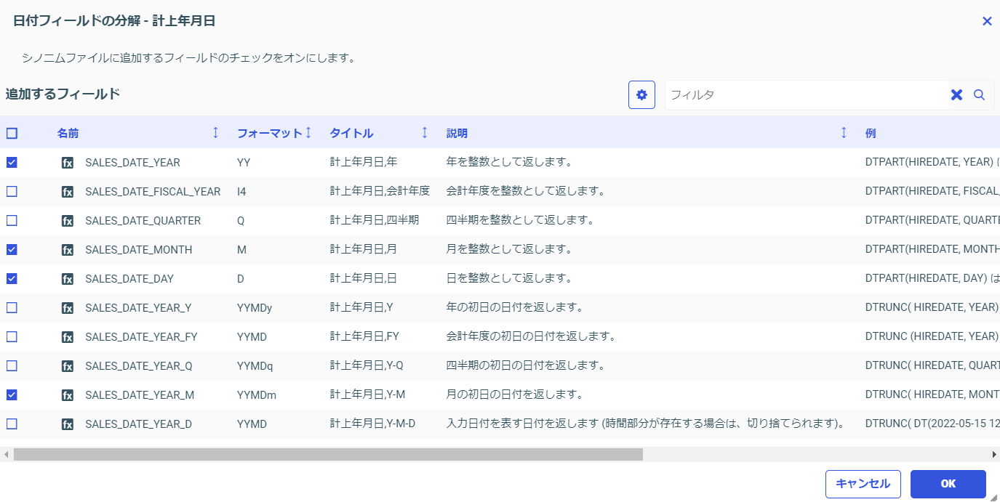 日付フィールドの分解 - 計上年月日
シノニムファイルに追加するフィールドのチェックをオンにします。
追加するフィールド
フィルタ
名前 フォーマット タイトル 説明 例
fx SALES_DATE_YEAR YY 計上年月日,年 年を整数として返します。 DTPART(HIREDATE, YEAR) は
fx SALES_DATE_FISCAL_YEAR I4 計上年月日,会計年度 会計年度を整数として返します。 DTPART(HIREDATE, FISCAL_
fx SALES_DATE_QUARTER Q 計上年月日,四半期 四半期を整数として返します。 DTPART(HIREDATE, QUARTE
fx SALES_DATE_MONTH M 計上年月日,月 月を整数として返します。 DTPART(HIREDATE, MONTH
fx SALES_DATE_DAY D 計上年月日,日 日を整数として返します。 DTPART(HIREDATE, DAY) は
fx SALES_DATE_YEAR_Y YYMDy 計上年月日,Y 年の初日の日付を返します。 DTRUNC( HIREDATE, YEAR)
fx SALES_DATE_YEAR_FY YYMD 計上年月日,FY 会計年度の初日の日付を返します。 DTRUNC (HIREDATE, YEAR)
fx SALES_DATE_YEAR_Q YYMDq 計上年月日,Y-Q 四半期の初日の日付を返します。 DTRUNC( HIREDATE, QUART
fx SALES_DATE_YEAR_M YYMDm 計上年月日,Y-M 月の初日の日付を返します。 DTRUNC( HIREDATE, MONT
fx SALES_DATE_YEAR_D YYMD 計上年月日,Y-M-D 入力日付を表す日付を返します (時間部分が存在する場合は、切り捨てられます)。 DTRUNC( DT(2022-05-15 12
キャンセル OK